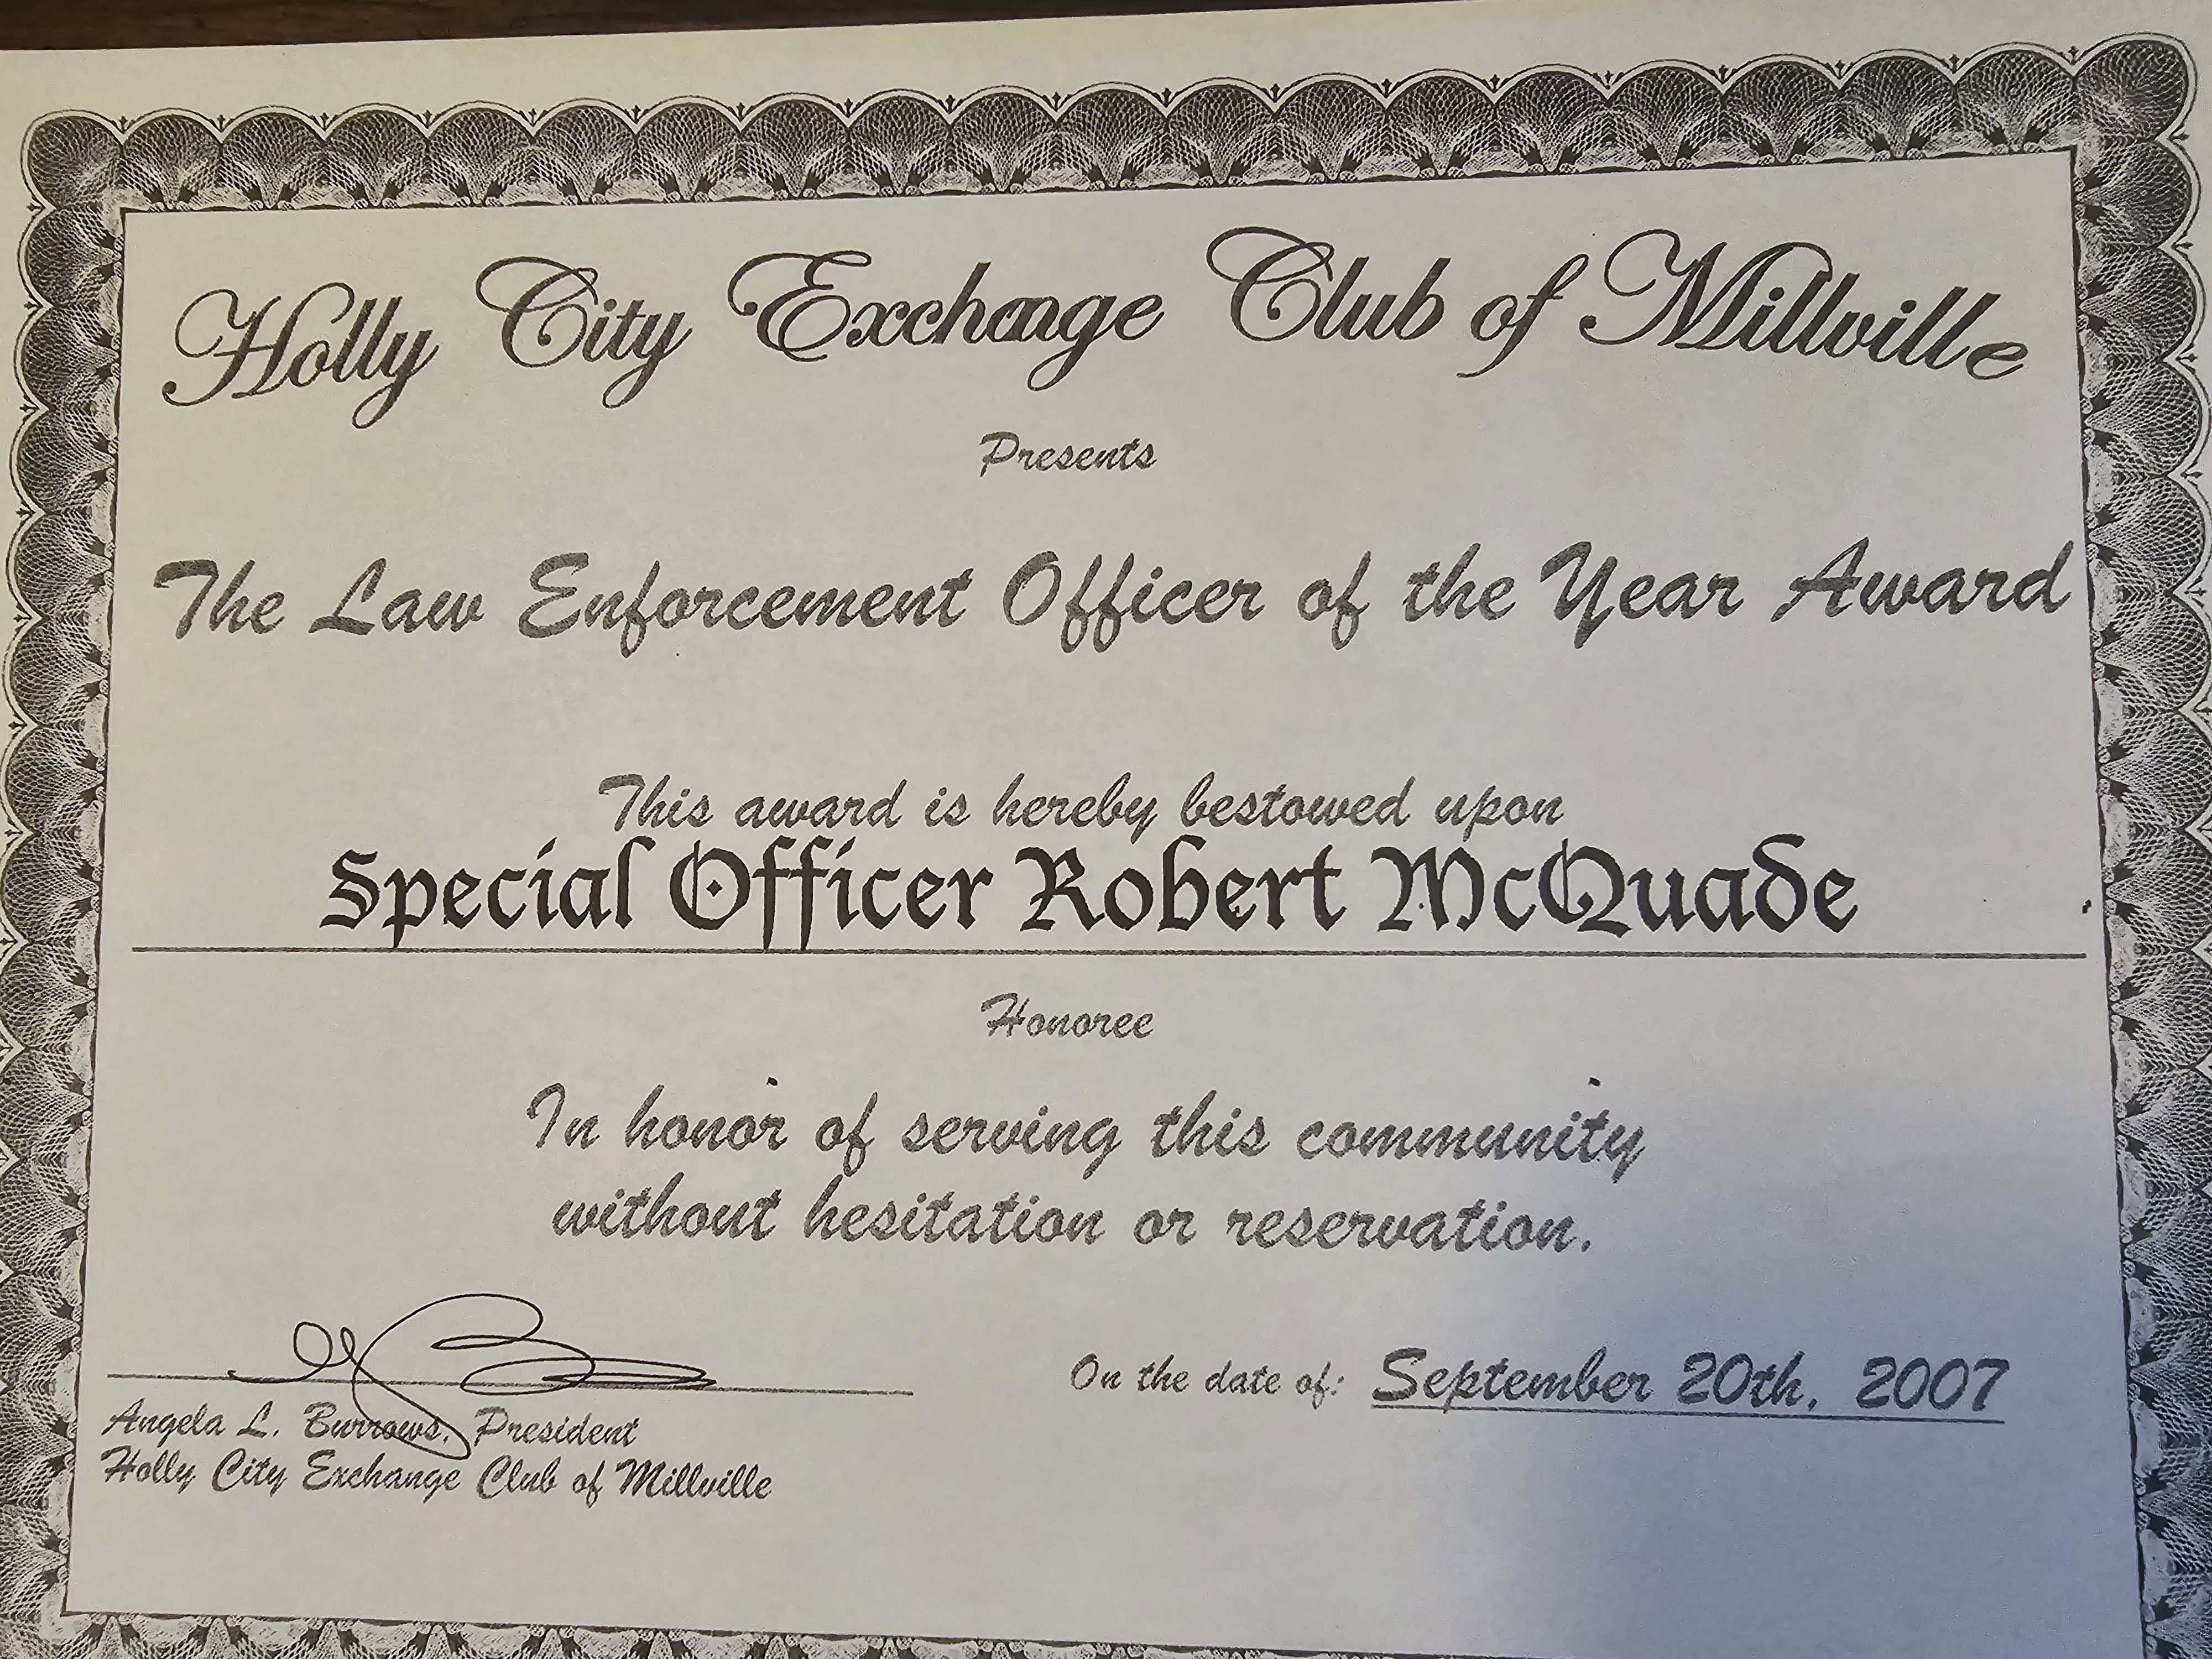 Holly City Exchange Club of Millville
Presents
The Law Enforcement Officer of the Year Award
This award is hereby bestowed upon
Special Officer Robert McQuade
Honoree
In honor of serving this community,
without hesitation or reservation.
On the date of: September 20th, 2007
Angela L. Burrows, President
Holly City Exchange Club of Millville